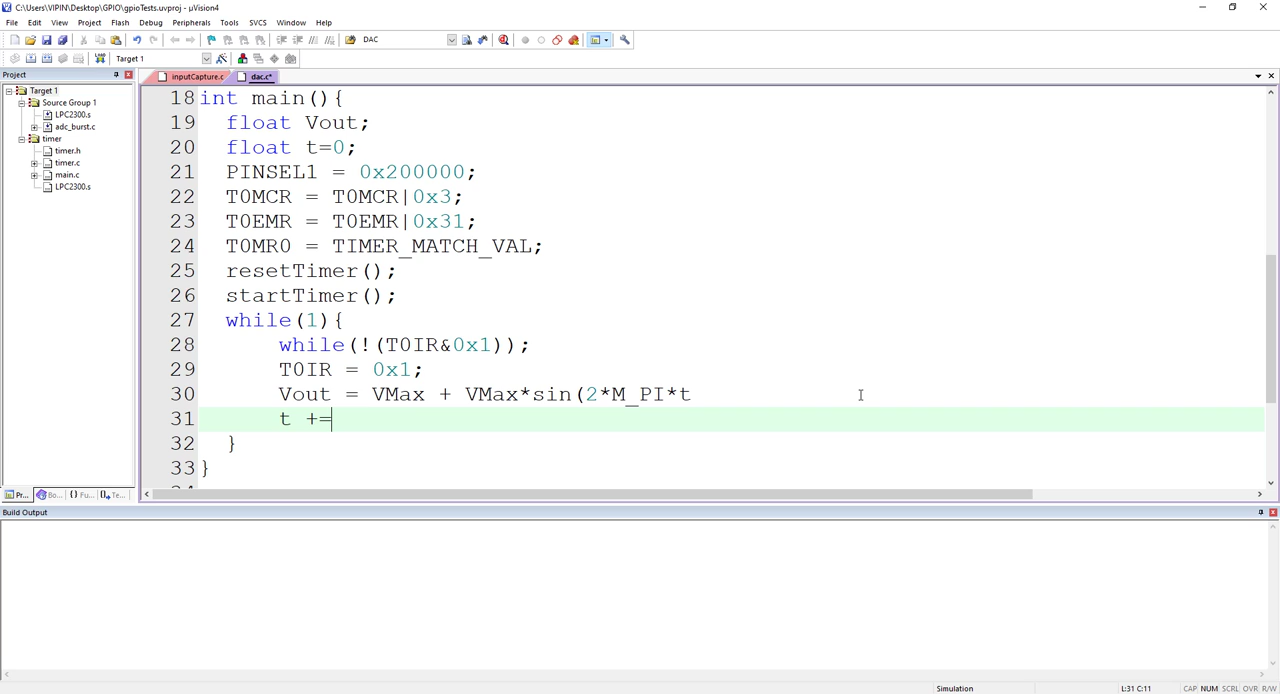 C:\Users\VIPIN\Desktop\GPIO\gpioTests.uvproj - µVision4
File Edit View Project Flash Debug Peripherals Tools SVCS Window Help
DAC
Target 1
Project
inputCapture.c dac.c*
Target 1
Source Group 1
LPC2300.s
adc_burst.c
timer
timer.h
timer.c
main.c
LPC2300.s
18 int main(){
19 float Vout;
20 float t=0;
21 PINSEL1 = 0x200000;
22 T0MCR = T0MCR|0x3;
23 T0EMR = T0EMR|0x31;
24 T0MR0 = TIMER_MATCH_VAL;
25 resetTimer();
26 startTimer();
27 while(1){
28 while(!(T0IR&0x1));
29 T0IR = 0x1;
30 Vout = VMax + VMax*sin(2*M_PI*t
31 t +=
32 }
33 }
Pr... Bo... {} Fu... Te...
Build Output
Simulation L:31 C:11 CAP NUM SCRL OVR R/W